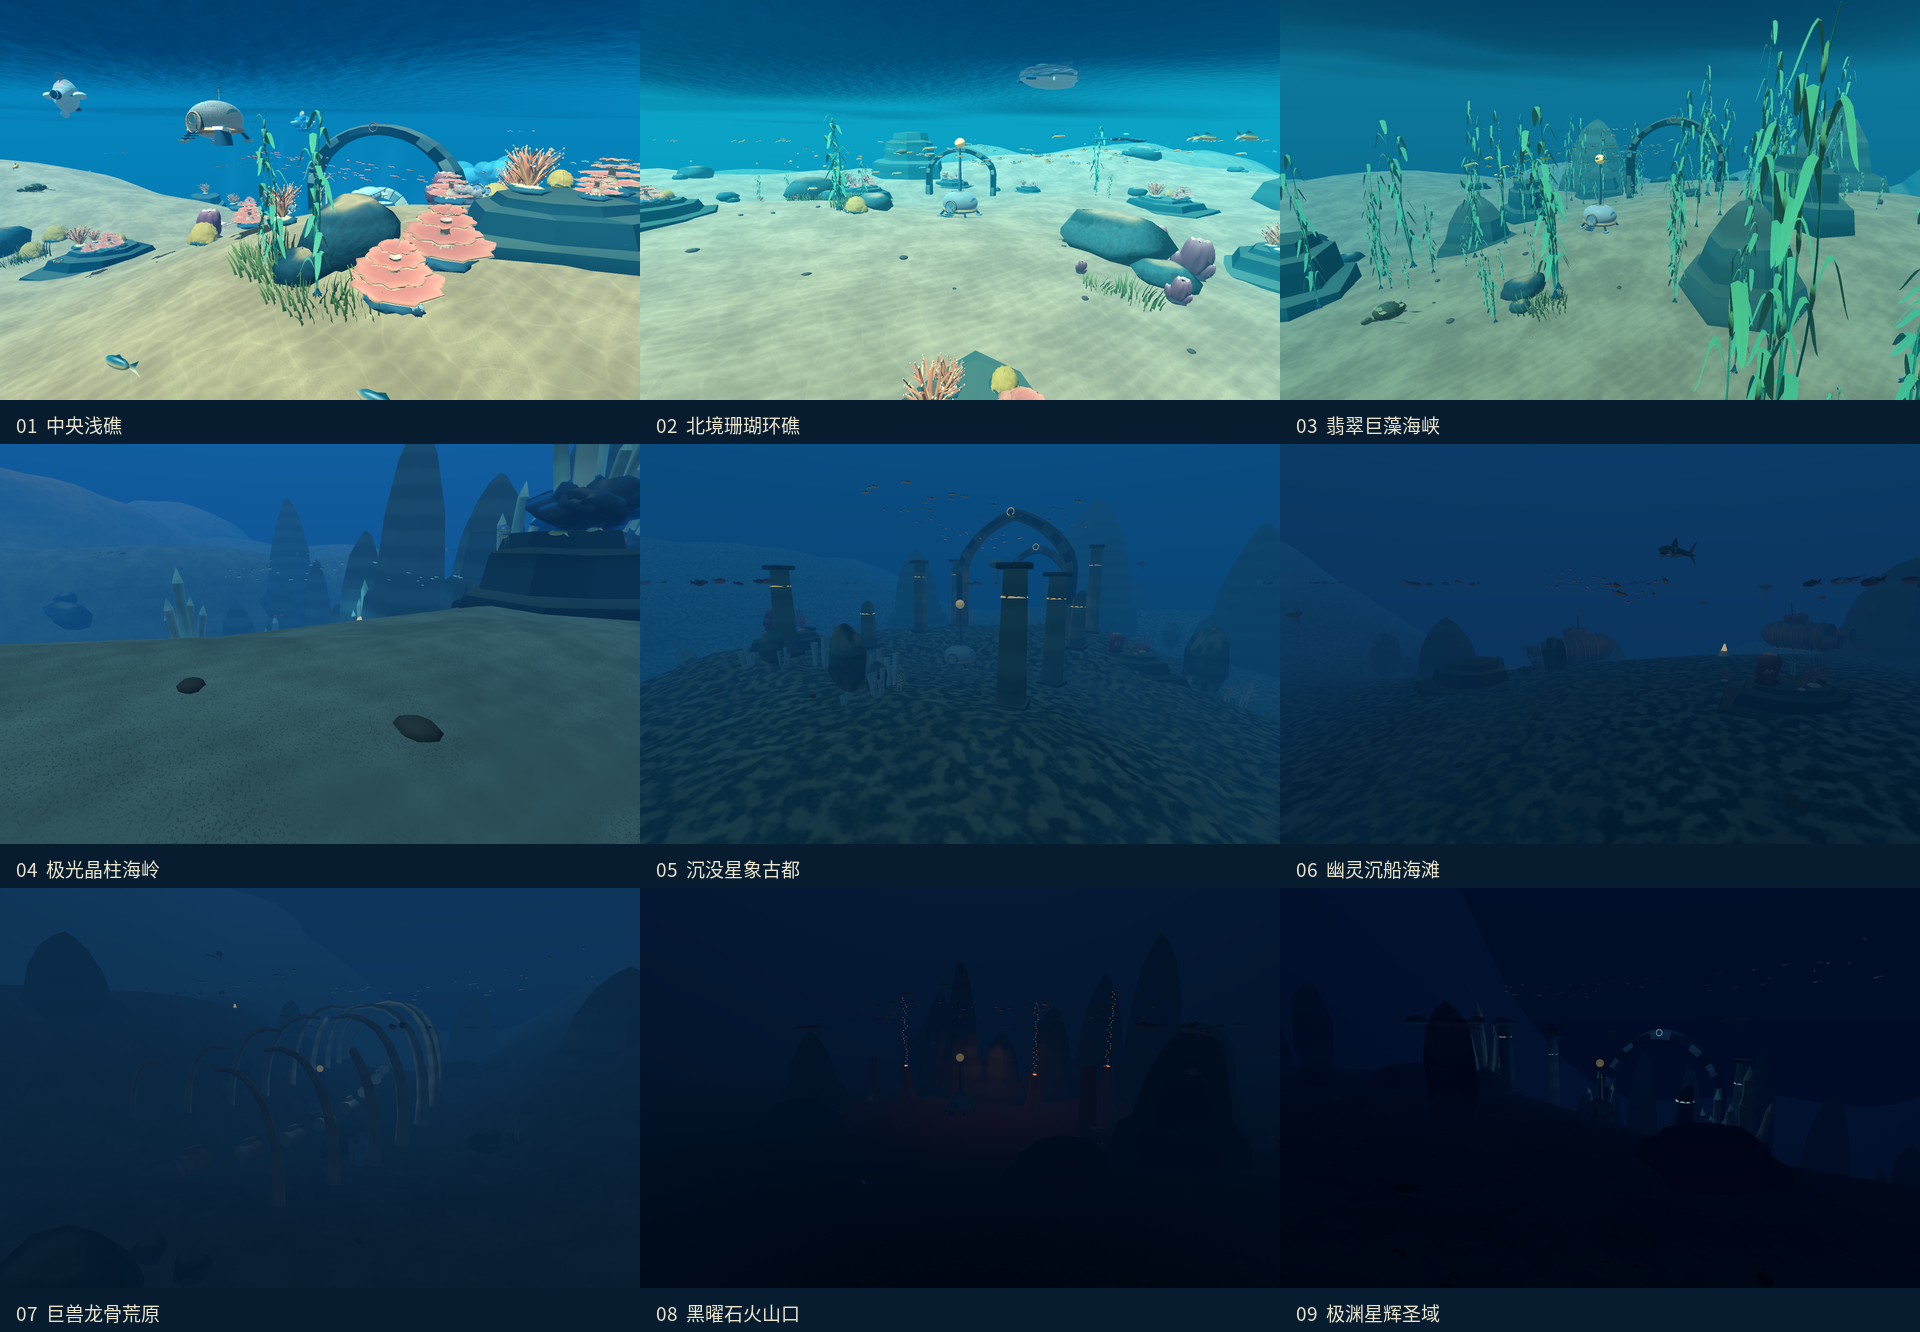 01 中央浅礁
02 北境珊瑚环礁
03 翡翠巨藻海峡
04 极光晶柱海岭
05 沉没星象古都
06 幽灵沉船海滩
07 巨兽龙骨荒原
08 黑曜石火山口
09 极渊星辉圣域